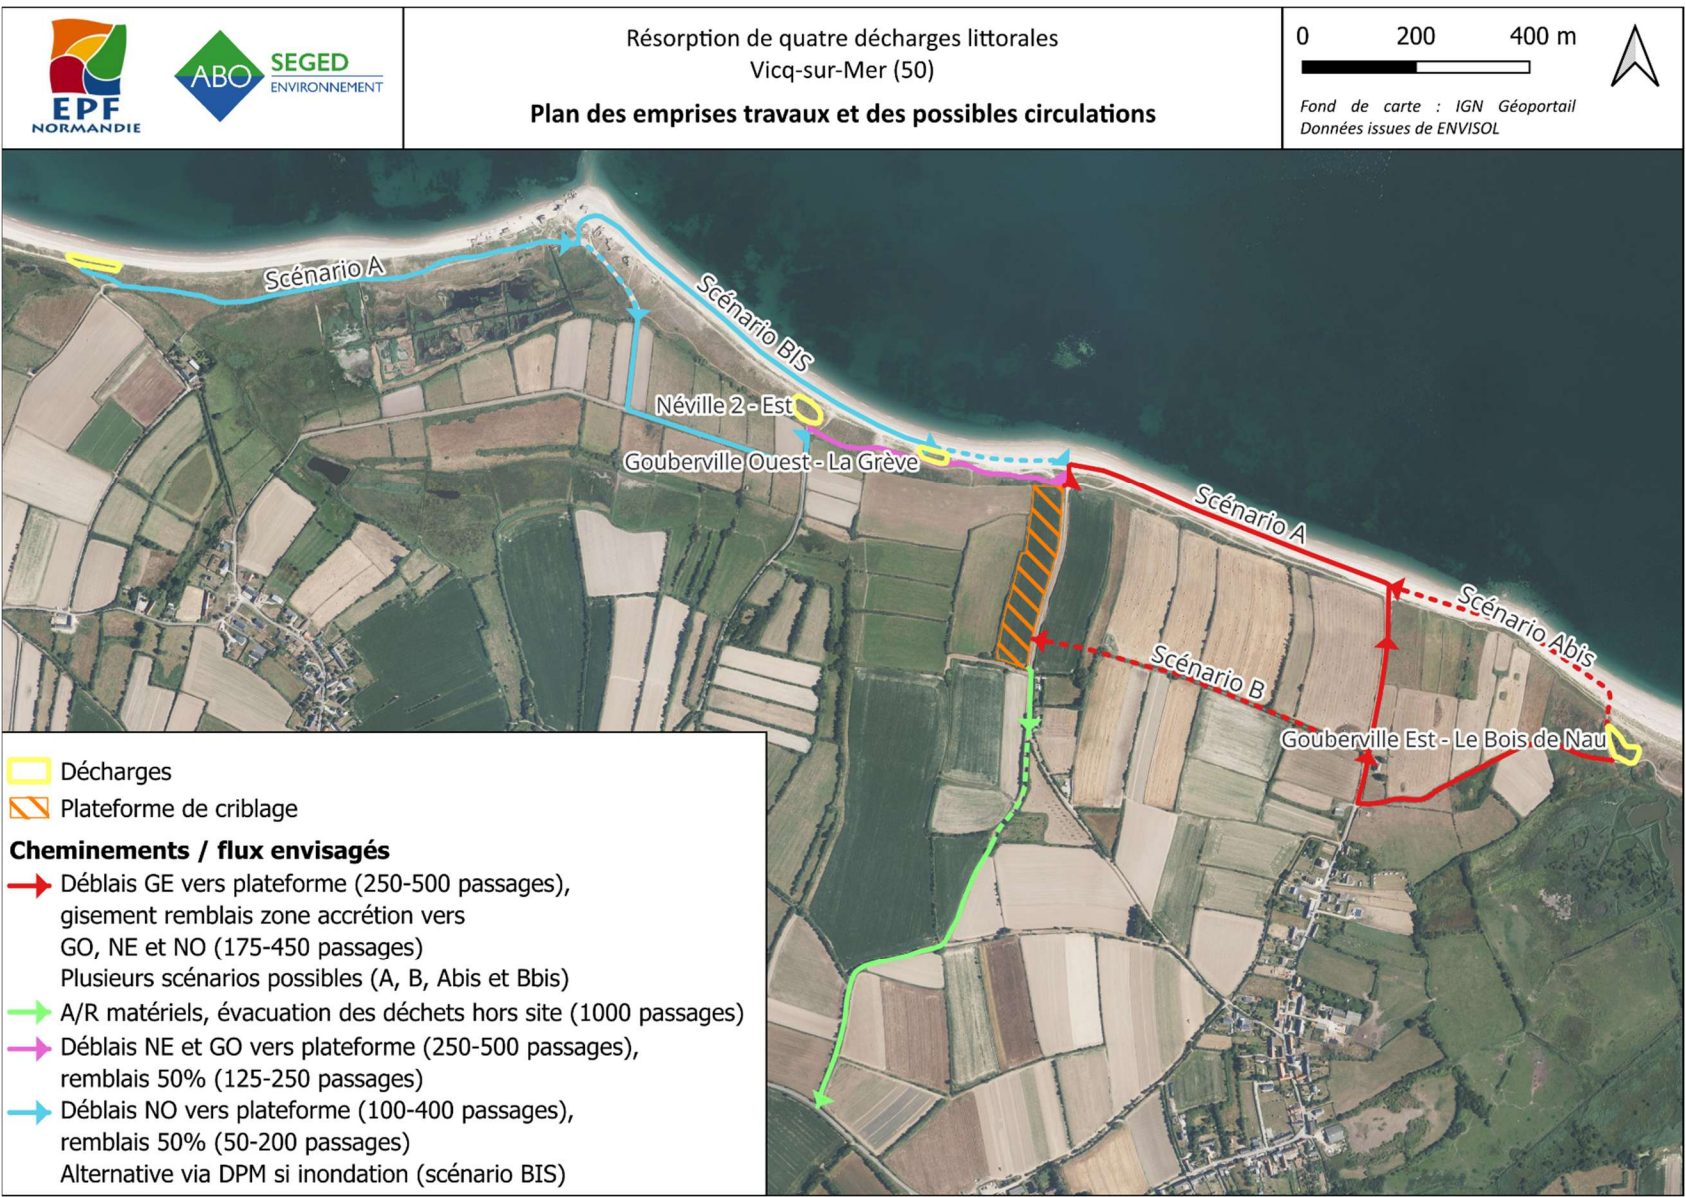 EPF
NORMANDIE
ABO
SEGED
ENVIRONNEMENT
Résorption de quatre décharges littorales
Vicq-sur-Mer (50)
Plan des emprises travaux et des possibles circulations
0 200 400 m
Fond de carte : IGN Géoportail
Données issues de ENVISOL
Scénario A
Scénario BIS
Néville 2 - Est
Gouberville Ouest - La Grève
Scénario A
Scénario Abis
Scénario B
Gouberville Est - Le Bois de Nau
Décharges
Plateforme de criblage
Cheminements / flux envisagés
Déblais GE vers plateforme (250-500 passages),
gisement remblais zone accrétion vers
GO, NE et NO (175-450 passages)
Plusieurs scénarios possibles (A, B, Abis et Bbis)
A/R matériels, évacuation des déchets hors site (1000 passages)
Déblais NE et GO vers plateforme (250-500 passages),
remblais 50% (125-250 passages)
Déblais NO vers plateforme (100-400 passages),
remblais 50% (50-200 passages)
Alternative via DPM si inondation (scénario BIS)